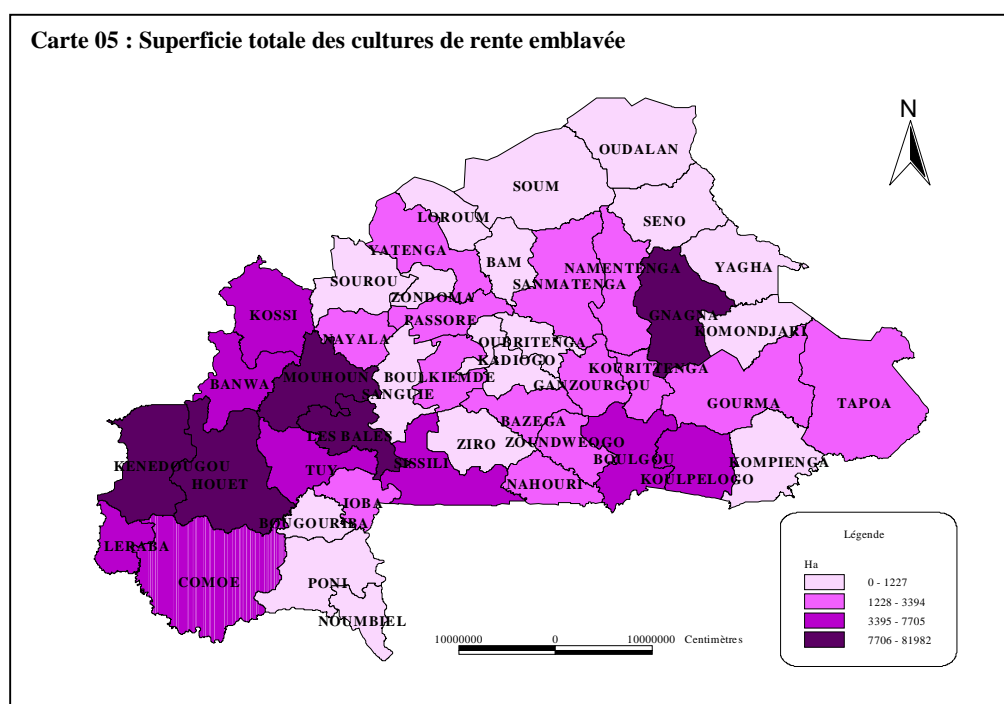 Carte 05 : Superficie totale des cultures de rente emblavée
N
OUDALAN
SOUM
LOROUM
SENO
YATENGA
BAM
NAMENTENGA
YAGHA
SOUROU
SANMATENGA
ZONDOMA
KOSSI
PASSORE
GNAGNA
KOMONDJARI
NAYALA
OUBRITENGA
KADIOGO
KOURITTENGA
BANWA
MOUHOUN
BOULKIEMDE
GANZOURGOU
SANGUIE
GOURMA
TAPOA
BAZEGA
LES BALES
ZIRO
ZOUNDWEOGO
KENEDOUGOU
TUY
SISSILI
BOULGOU
KOMPIENGA
HOUET
NAHOURI
KOULPELOGO
IOBA
BOUGOURIBA
LERABA
COMOE
PONI
NOUMBIEL
Légende
Ha
0 - 1227
1228 - 3394
3395 - 7705
7706 - 81982
10000000 0 10000000 Centimètres